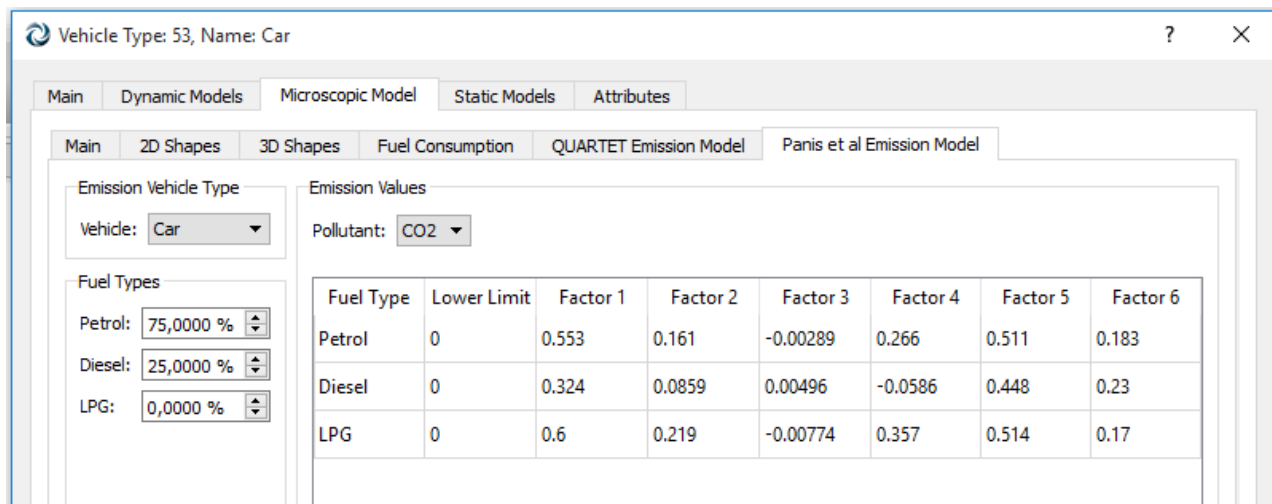 Vehicle Type: 53, Name: Car ?
Main Dynamic Models Microscopic Model Static Models Attributes
Main 2D Shapes 3D Shapes Fuel Consumption QUARTET Emission Model Panis et al Emission Model
Emission Vehicle Type
Vehicle: Car
Fuel Types
Petrol: 75,0000 %
Diesel: 25,0000 %
LPG: 0,0000 %
Emission Values
Pollutant: CO2
Fuel Type Lower Limit Factor 1 Factor 2 Factor 3 Factor 4 Factor 5 Factor 6
Petrol 0 0.553 0.161 -0.00289 0.266 0.511 0.183
Diesel 0 0.324 0.0859 0.00496 -0.0586 0.448 0.23
LPG 0 0.6 0.219 -0.00774 0.357 0.514 0.17